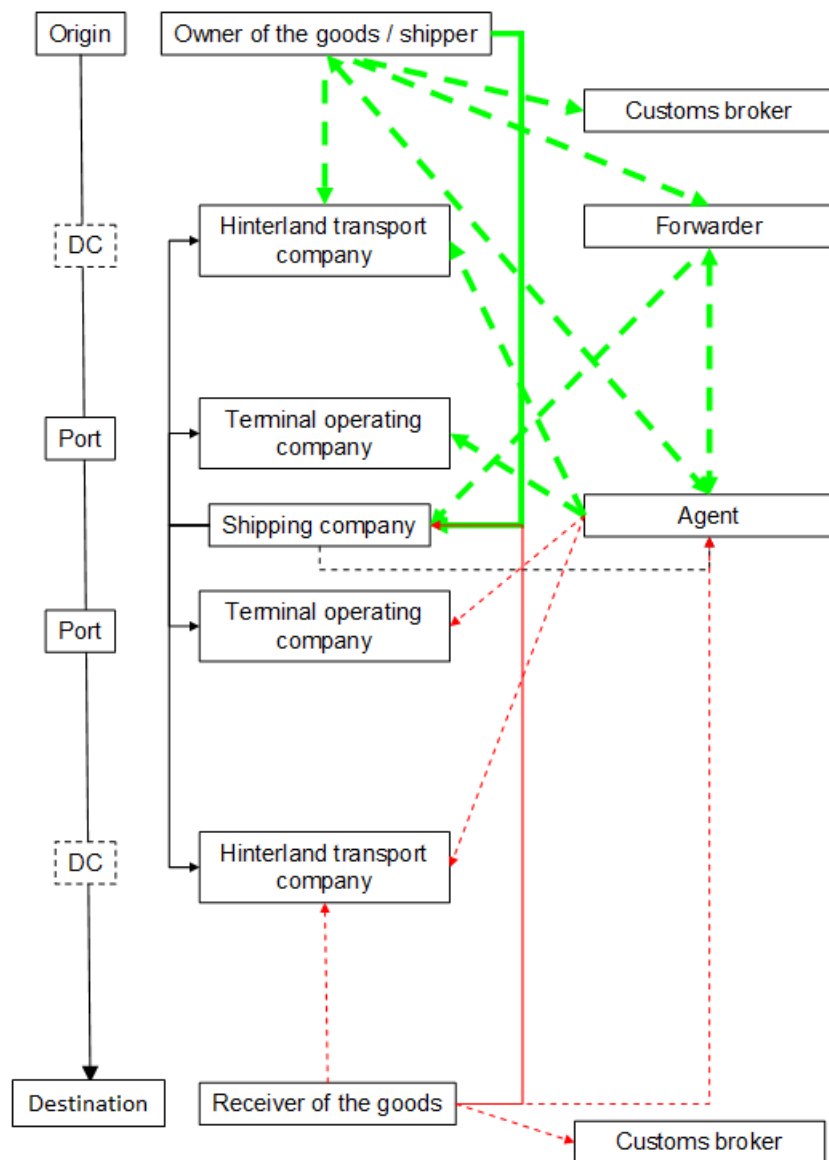 Origin
Owner of the goods / shipper
Customs broker
DC
Hinterland transport
company
Forwarder
Port
Terminal operating
company
Shipping company
Agent
Port
Terminal operating
company
DC
Hinterland transport
company
Destination
Receiver of the goods
Customs broker